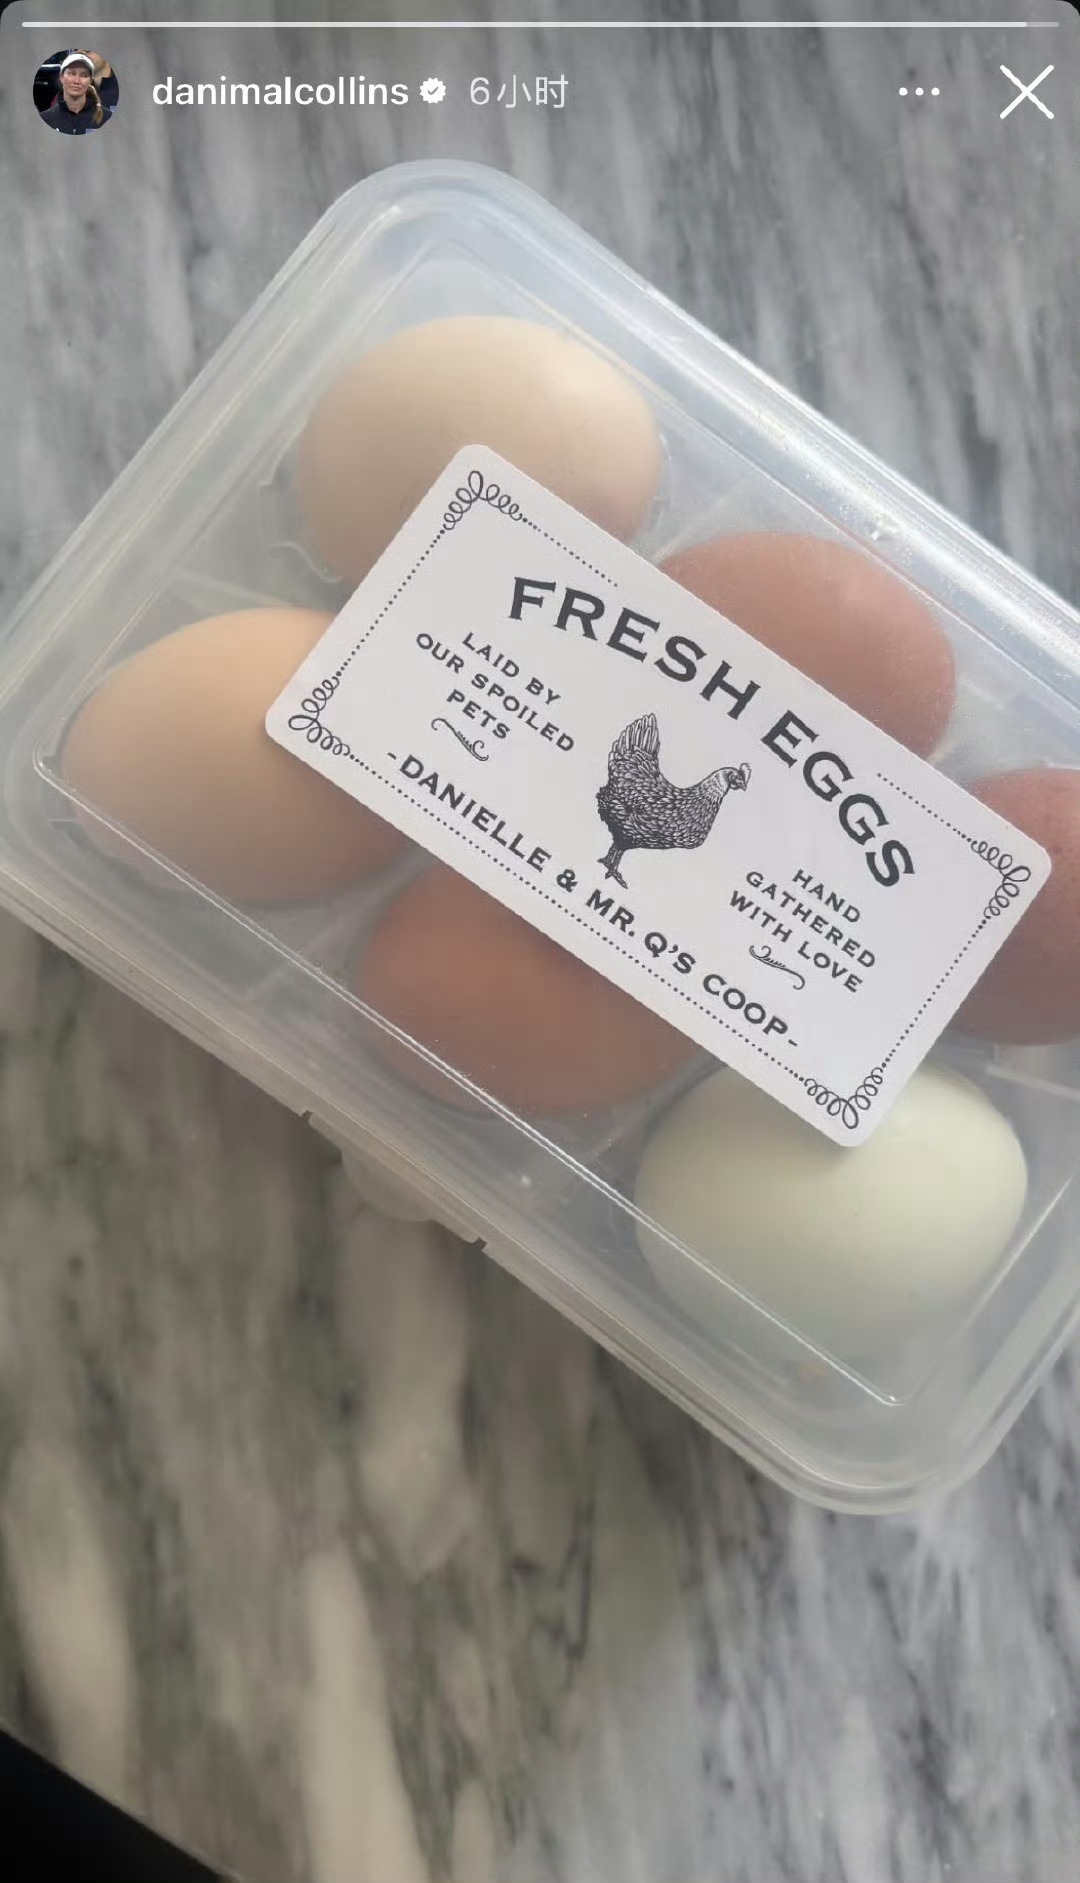 danimalcollins 6小时
FRESH EGGS
LAID BY
OUR SPOILED
PETS
HAND
GATHERED
WITH LOVE
-DANIELLE & MR. Q'S COOP-